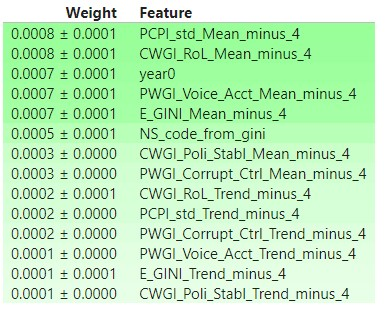 Weight Feature
0.0008 ± 0.0001 PCPI_std_Mean_minus_4
0.0008 ± 0.0001 CWGI_RoL_Mean_minus_4
0.0007 ± 0.0001 year0
0.0007 ± 0.0001 PWGI_Voice_Acct_Mean_minus_4
0.0007 ± 0.0001 E_GINI_Mean_minus_4
0.0005 ± 0.0001 NS_code_from_gini
0.0003 ± 0.0000 CWGI_Poli_Stabl_Mean_minus_4
0.0003 ± 0.0000 PWGI_Corrupt_Ctrl_Mean_minus_4
0.0002 ± 0.0001 CWGI_RoL_Trend_minus_4
0.0002 ± 0.0000 PCPI_std_Trend_minus_4
0.0002 ± 0.0000 PWGI_Corrupt_Ctrl_Trend_minus_4
0.0001 ± 0.0000 PWGI_Voice_Acct_Trend_minus_4
0.0001 ± 0.0001 E_GINI_Trend_minus_4
0.0001 ± 0.0000 CWGI_Poli_Stabl_Trend_minus_4